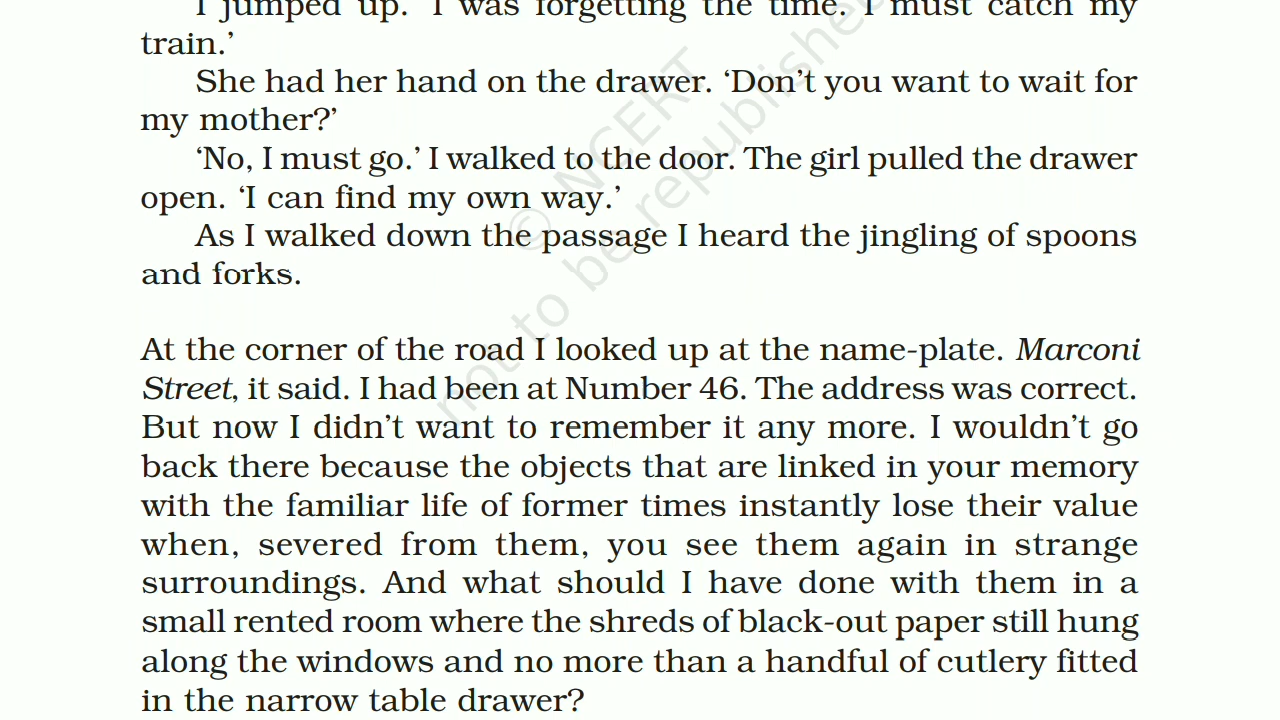 I jumped up. ‘I was forgetting the time. I must catch my
train.’
She had her hand on the drawer. ‘Don’t you want to wait for
my mother?’
‘No, I must go.’ I walked to the door. The girl pulled the drawer
open. ‘I can find my own way.’
As I walked down the passage I heard the jingling of spoons
and forks.
At the corner of the road I looked up at the name-plate. Marconi
Street, it said. I had been at Number 46. The address was correct.
But now I didn’t want to remember it any more. I wouldn’t go
back there because the objects that are linked in your memory
with the familiar life of former times instantly lose their value
when, severed from them, you see them again in strange
surroundings. And what should I have done with them in a
small rented room where the shreds of black-out paper still hung
along the windows and no more than a handful of cutlery fitted
in the narrow table drawer?
© NCERT
not to be republished